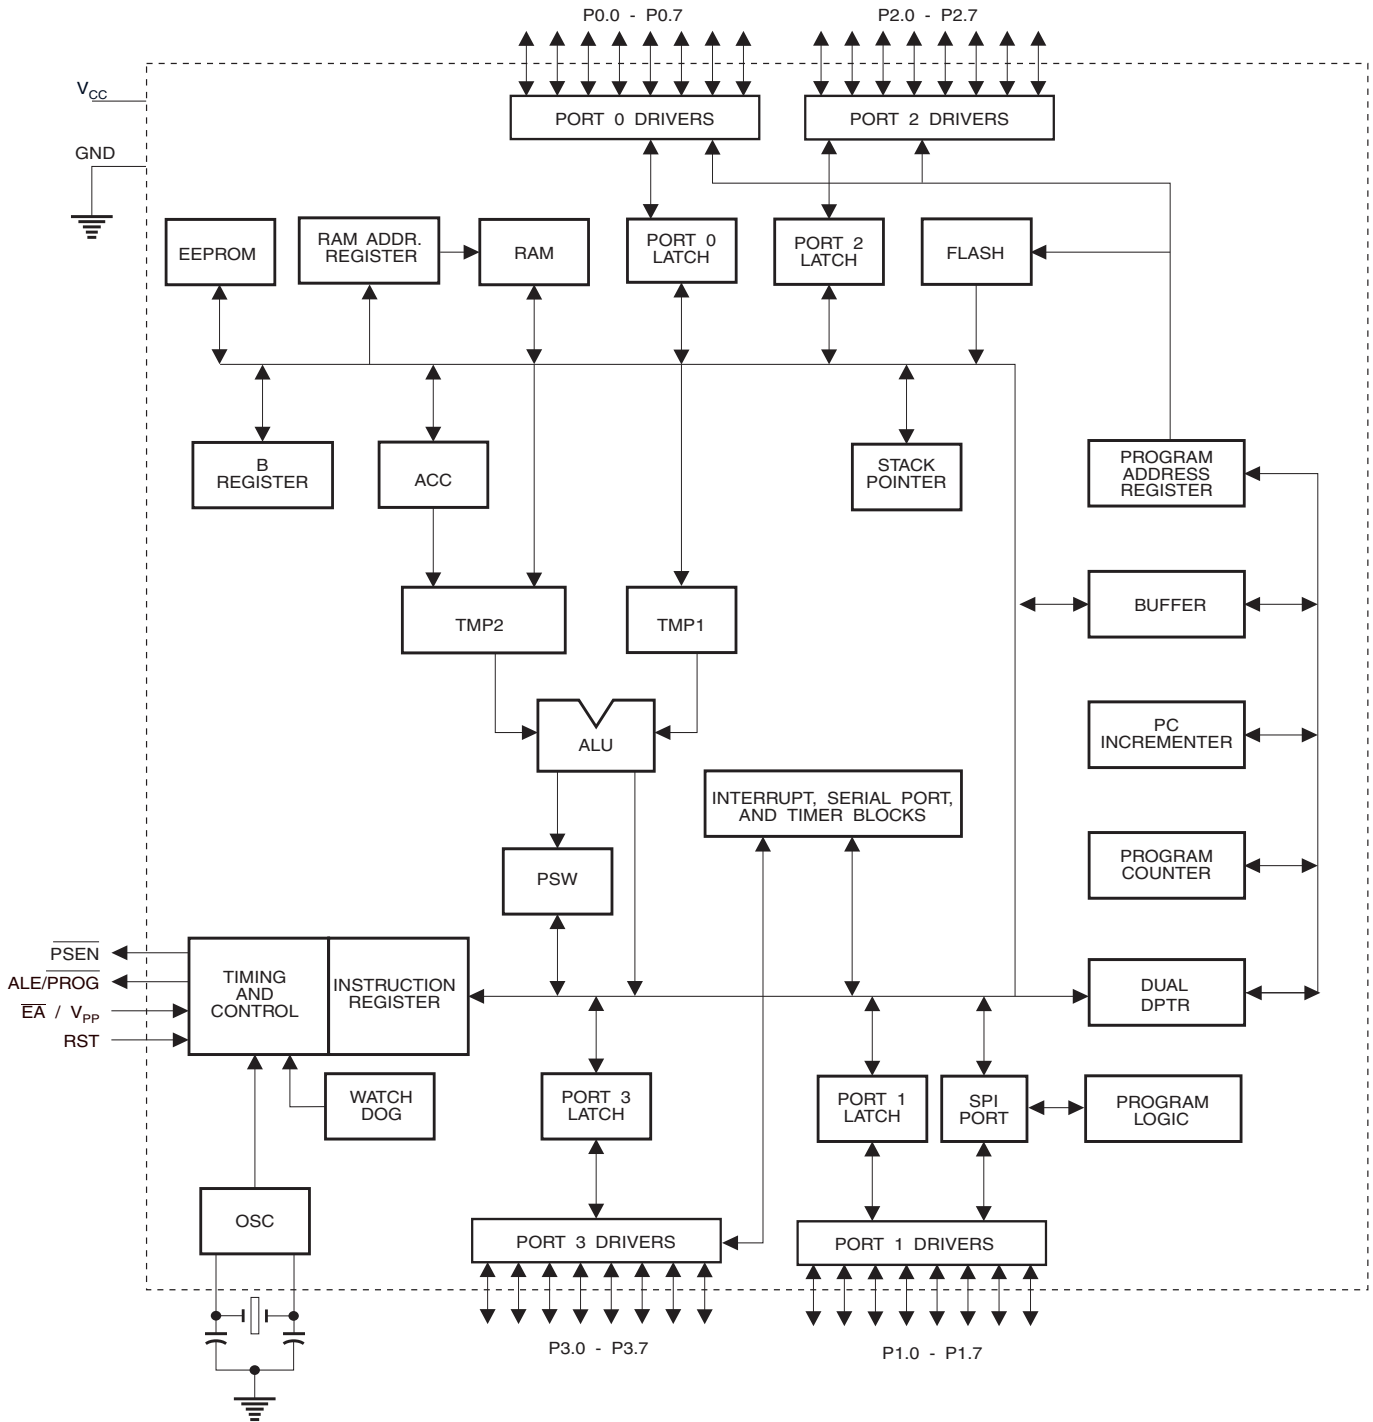 P0.0 - P0.7
P2.0 - P2.7
VCC
PORT 0 DRIVERS
PORT 2 DRIVERS
GND
EEPROM
RAM ADDR.
REGISTER
RAM
PORT 0
LATCH
PORT 2
LATCH
FLASH
B
REGISTER
ACC
STACK
POINTER
PROGRAM
ADDRESS
REGISTER
TMP2
TMP1
BUFFER
ALU
PC
INCREMENTER
INTERRUPT, SERIAL PORT,
AND TIMER BLOCKS
PSW
PROGRAM
COUNTER
PSEN
ALE/PROG
EA / VPP
RST
TIMING
AND
CONTROL
INSTRUCTION
REGISTER
DUAL
DPTR
WATCH
DOG
PORT 3
LATCH
PORT 1
LATCH
SPI
PORT
PROGRAM
LOGIC
OSC
PORT 3 DRIVERS
PORT 1 DRIVERS
P3.0 - P3.7
P1.0 - P1.7